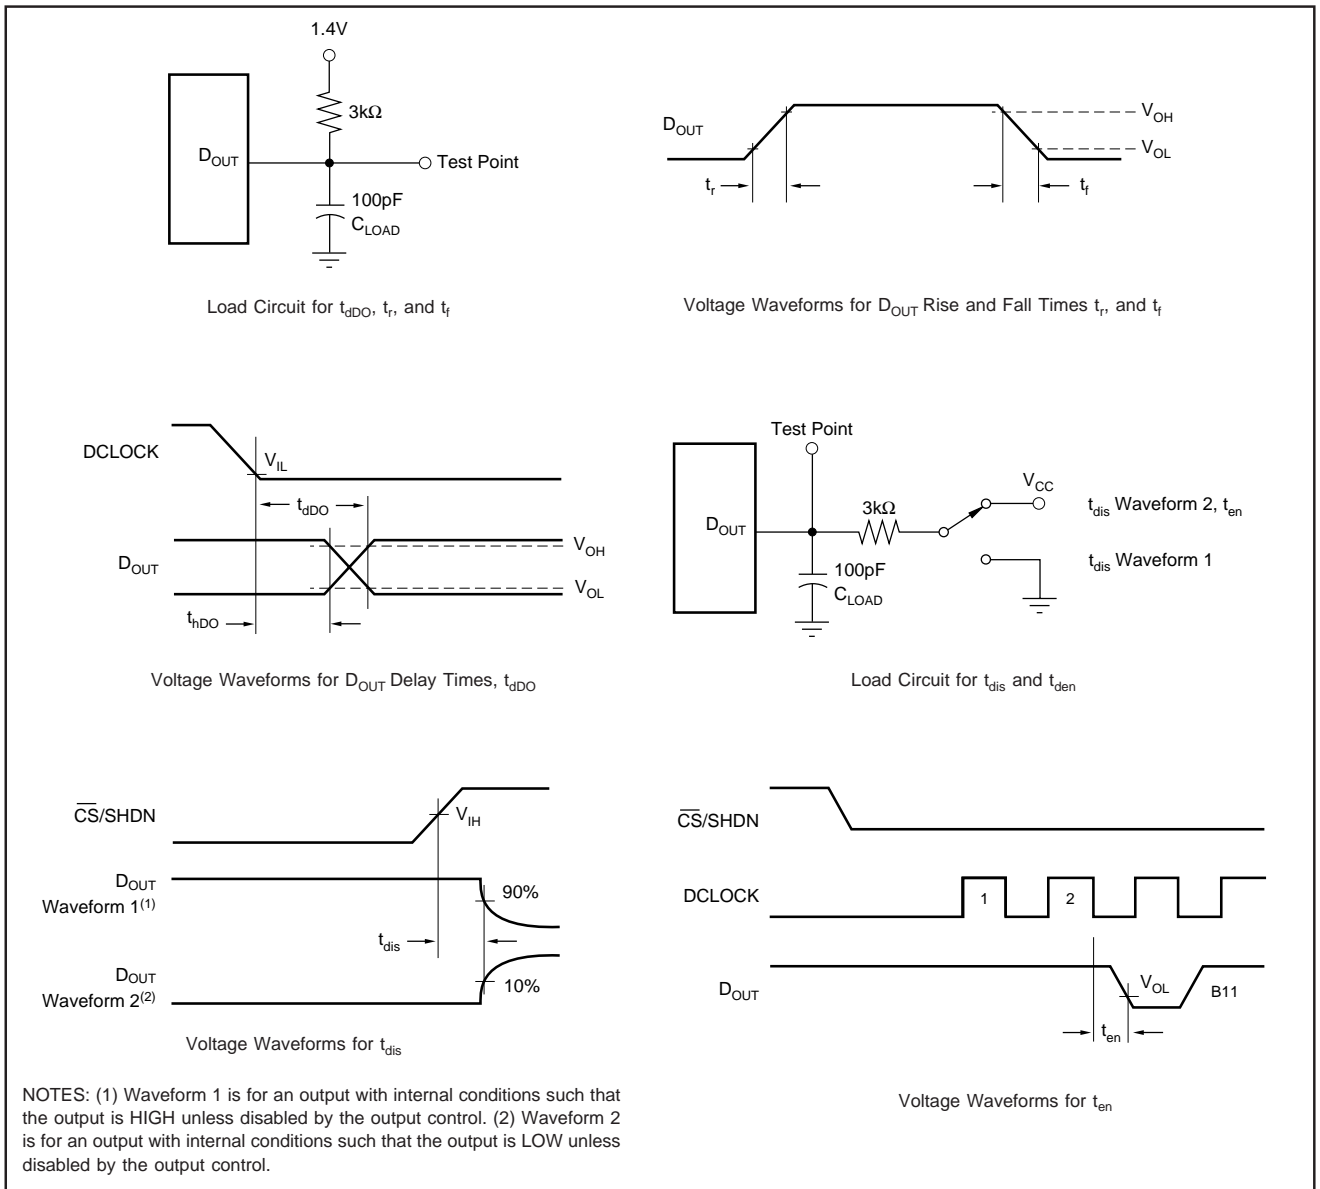 1.4V
3kΩ
DOUT
Test Point
100pF
CLOAD
Load Circuit for tdDO, tr, and tf
DOUT
VOH
VOL
tr
tf
Voltage Waveforms for DOUT Rise and Fall Times tr, and tf
DCLOCK
VIL
tdDO
DOUT
VOH
VOL
thDO
Voltage Waveforms for DOUT Delay Times, tdDO
Test Point
VCC
3kΩ
tdis Waveform 2, ten
DOUT
tdis Waveform 1
100pF
CLOAD
Load Circuit for tdis and tden
CS/SHDN
VIH
DOUT
Waveform 1(1)
90%
tdis
DOUT
Waveform 2(2)
10%
Voltage Waveforms for tdis
NOTES: (1) Waveform 1 is for an output with internal conditions such that
the output is HIGH unless disabled by the output control. (2) Waveform 2
is for an output with internal conditions such that the output is LOW unless
disabled by the output control.
CS/SHDN
DCLOCK
1
2
DOUT
VOL
B11
ten
Voltage Waveforms for ten